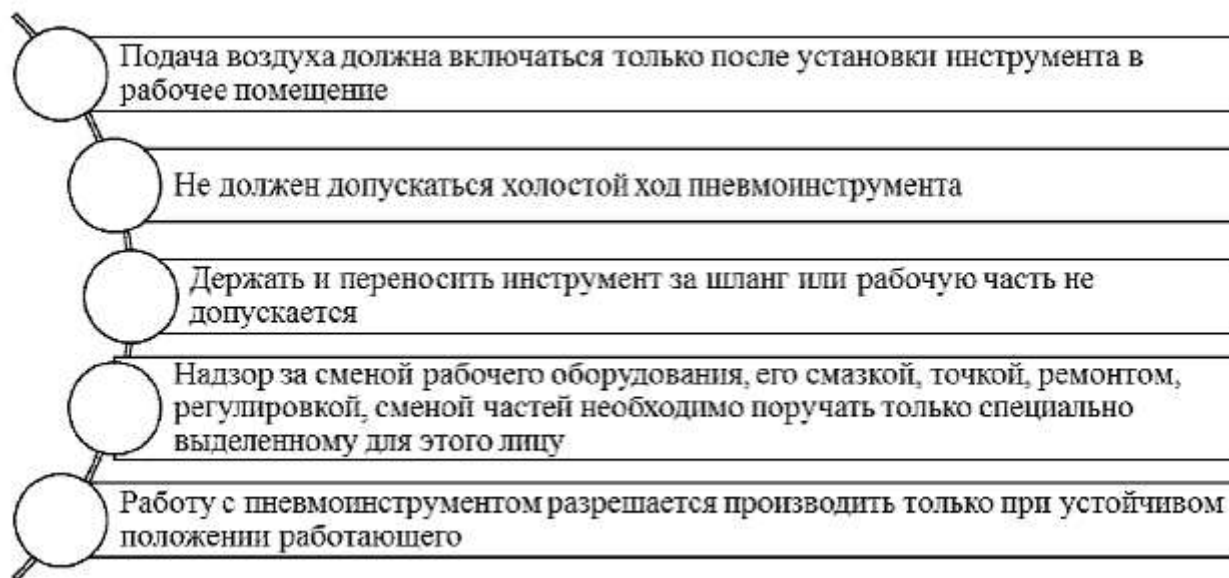 Подача воздуха должна включаться только после установки инструмента в
рабочее помещение
Не должен допускаться холостой ход пневмоинструмента
Держать и переносить инструмент за шланг или рабочую часть не
допускается
Надзор за сменой рабочего оборудования, его смазкой, точкой, ремонтом,
регулировкой, сменой частей необходимо поручать только специально
выделенному для этого лицу
Работу с пневмоинструментом разрешается производить только при устойчивом
положении работающего